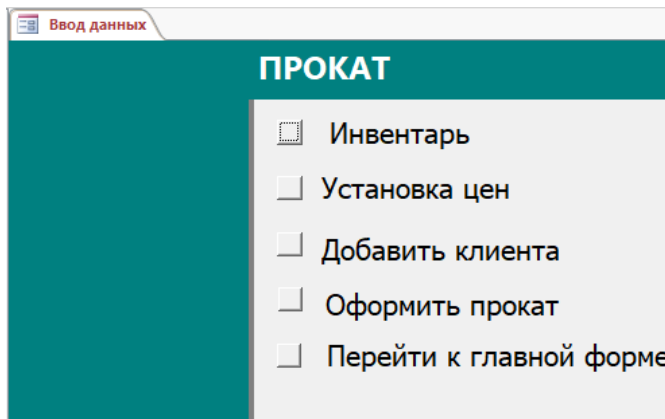 Ввод данных
ПРОКАТ
Инвентарь
Установка цен
Добавить клиента
Оформить прокат
Перейти к главной форме